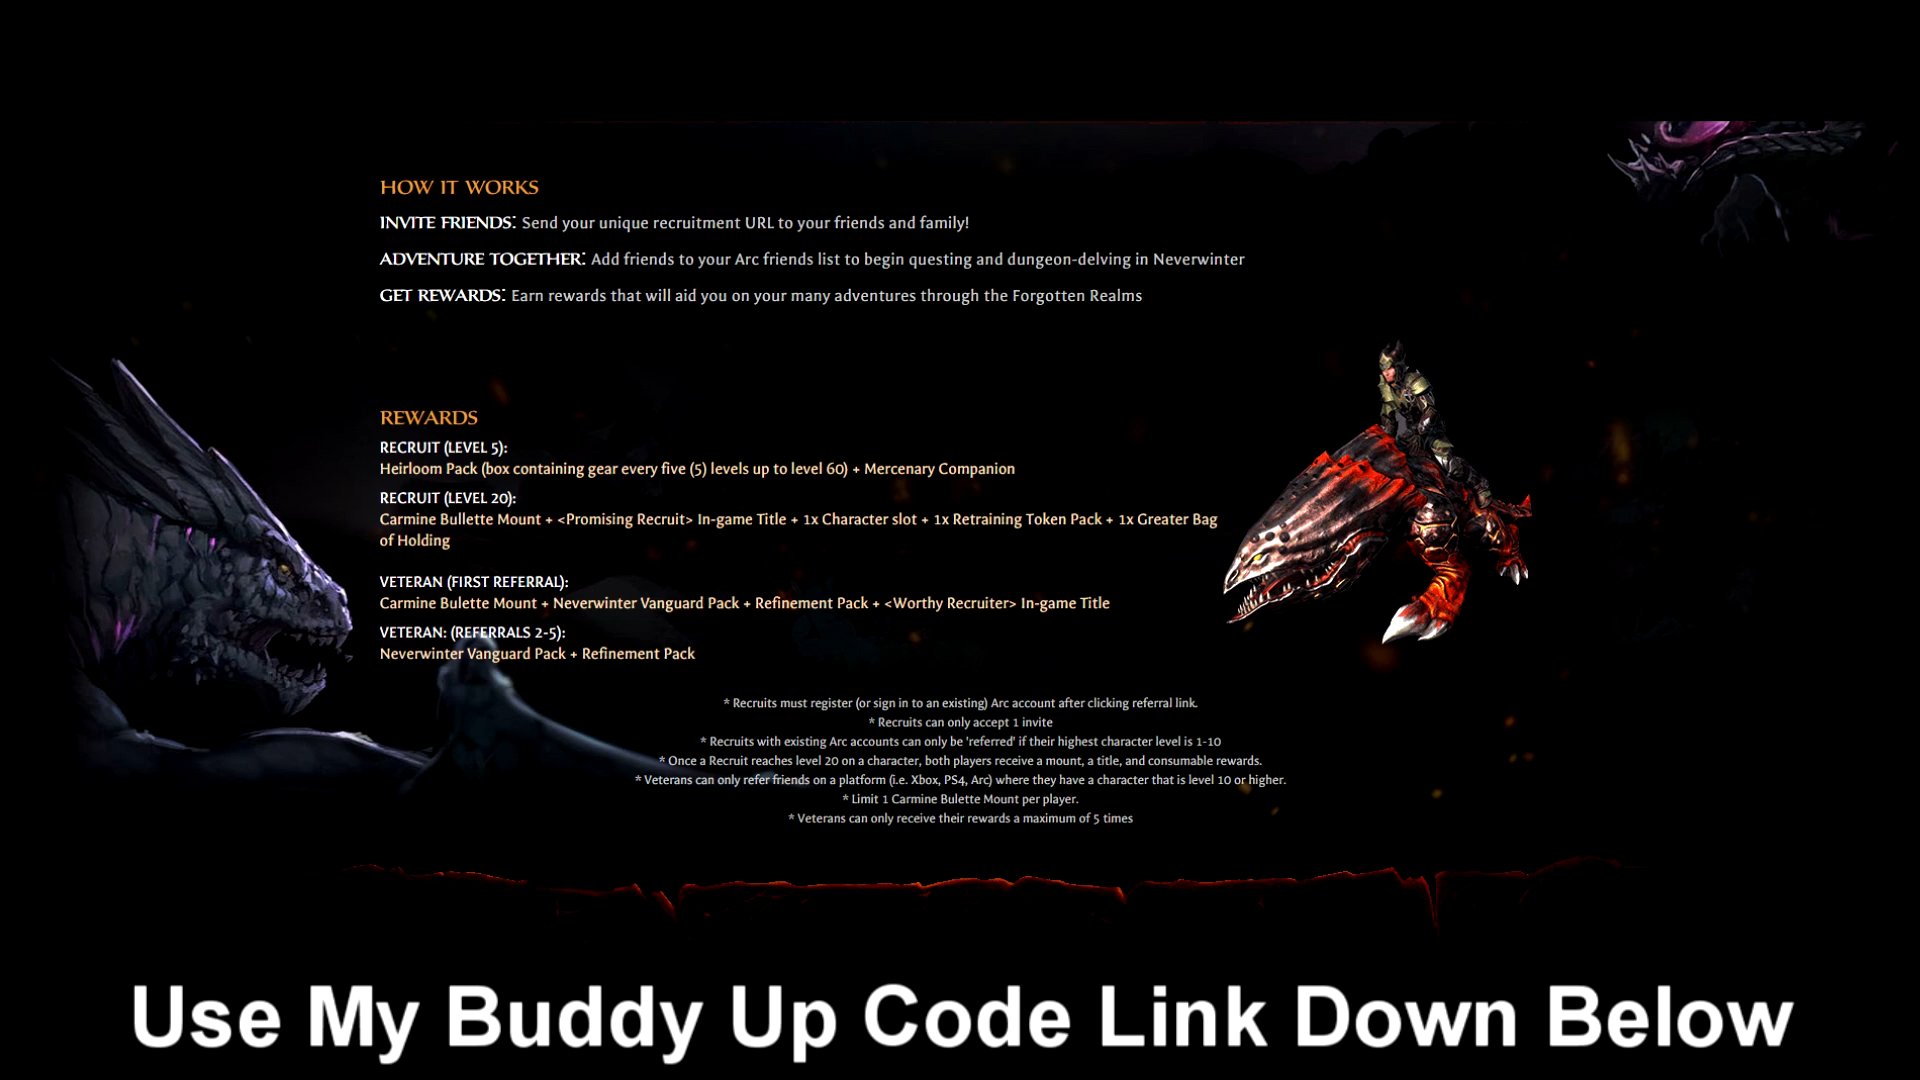 HOW IT WORKS
INVITE FRIENDS: Send your unique recruitment URL to your friends and family!
ADVENTURE TOGETHER: Add friends to your Arc friends list to begin questing and dungeon-delving in Neverwinter
GET REWARDS: Earn rewards that will aid you on your many adventures through the Forgotten Realms
REWARDS
RECRUIT (LEVEL 5):
Heirloom Pack (box containing gear every five (5) levels up to level 60) + Mercenary Companion
RECRUIT (LEVEL 20):
Carmine Bullette Mount + <Promising Recruit> In-game Title + 1x Character slot + 1x Retraining Token Pack + 1x Greater Bag
of Holding
VETERAN (FIRST REFERRAL):
Carmine Bulette Mount + Neverwinter Vanguard Pack + Refinement Pack + <Worthy Recruiter> In-game Title
VETERAN: (REFERRALS 2-5):
Neverwinter Vanguard Pack + Refinement Pack
* Recruits must register (or sign in to an existing) Arc account after clicking referral link.
* Recruits can only accept 1 invite
* Recruits with existing Arc accounts can only be 'referred' if their highest character level is 1-10
* Once a Recruit reaches level 20 on a character, both players receive a mount, a title, and consumable rewards.
* Veterans can only refer friends on a platform (i.e. Xbox, PS4, Arc) where they have a character that is level 10 or higher.
* Limit 1 Carmine Bulette Mount per player.
* Veterans can only receive their rewards a maximum of 5 times
Use My Buddy Up Code Link Down Below